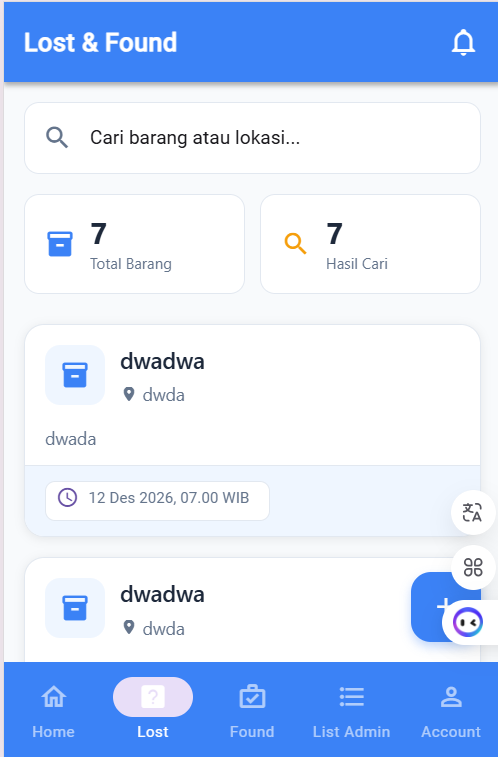 Lost & Found
Cari barang atau lokasi...
7
Total Barang
7
Hasil Cari
dwadwa
dwda
dwada
12 Des 2026, 07.00 WIB
dwadwa
dwda
Home
Lost
Found
List Admin
Account